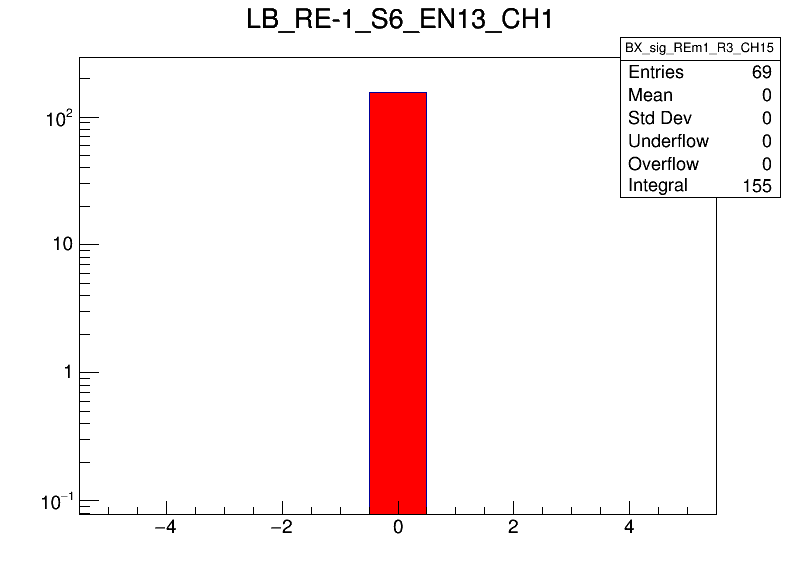 LB_RE-1_S6_EN13_CH1
BX_sig_REm1_R3_CH15
Entries 69
Mean 0
Std Dev 0
Underflow 0
Overflow 0
Integral 155
10²
10
1
10⁻¹
−4 −2 0 2 4